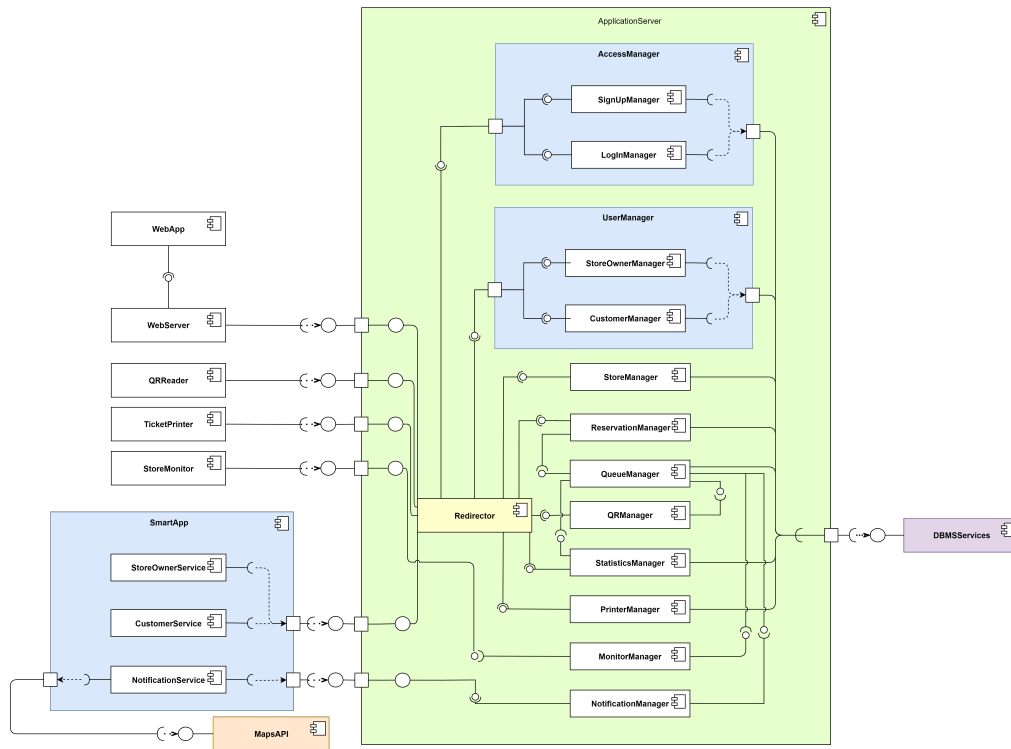 ApplicationServer
AccessManager
SignUpManager
LogInManager
UserManager
StoreOwnerManager
CustomerManager
WebApp
WebServer
QRReader
TicketPrinter
StoreMonitor
StoreManager
ReservationManager
QueueManager
QRManager
StatisticsManager
PrinterManager
MonitorManager
NotificationManager
Redirector
DBMSServices
SmartApp
StoreOwnerService
CustomerService
NotificationService
MapsAPI